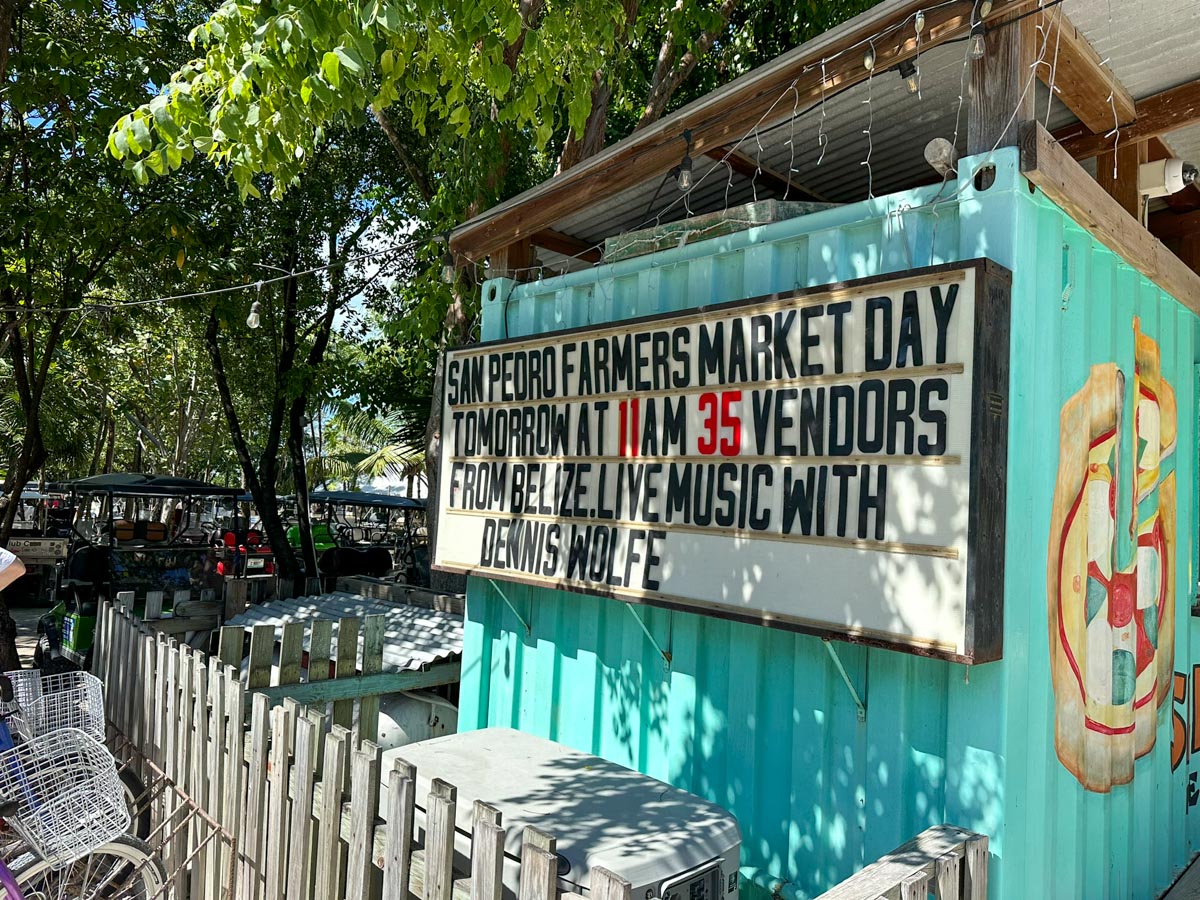 SAN PEDRO FARMERS MARKET DAY
TOMORROW AT 11AM 35 VENDORS
FROM BELIZE.LIVE MUSIC WITH
DENNIS WOLFE